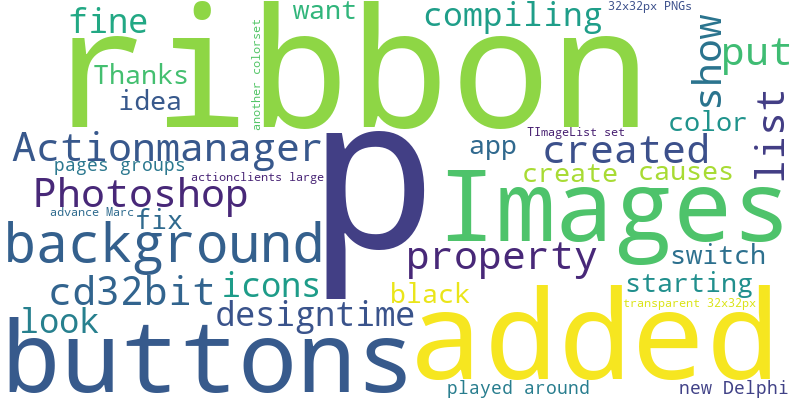 32x32px PNGs
want
compiling
fine
ribbon
another colorset
show
put
Thanks
idea
list
color
TImageList set
Actionmanager
app
created
pages groups
p
create
causes
actionclients large
Photoshop
Images
advance Marc
fix
background
property
switch
cd32bit
icons
black
starting
designtime
transparent 32x32px
look
added
buttons
played around
new Delphi